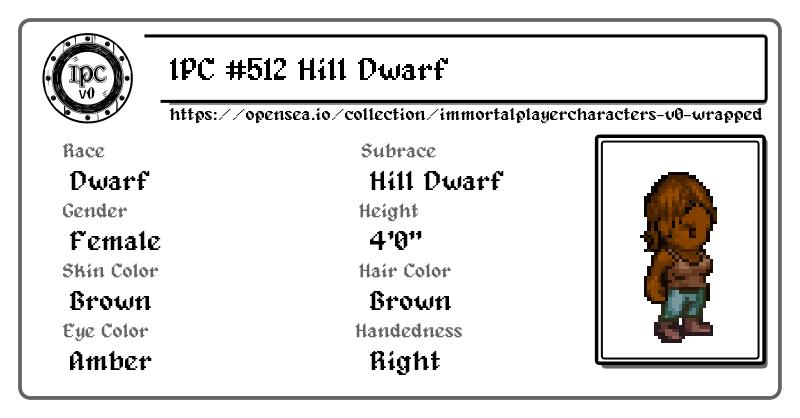 IPC
v0
IPC #512 Hill Dwarf
https://opensea.io/collection/immortalplayercharacters-v0-wrapped
Race
Dwarf
Subrace
Hill Dwarf
Gender
Female
Height
4'0"
Skin Color
Brown
Hair Color
Brown
Eye Color
Amber
Handedness
Right